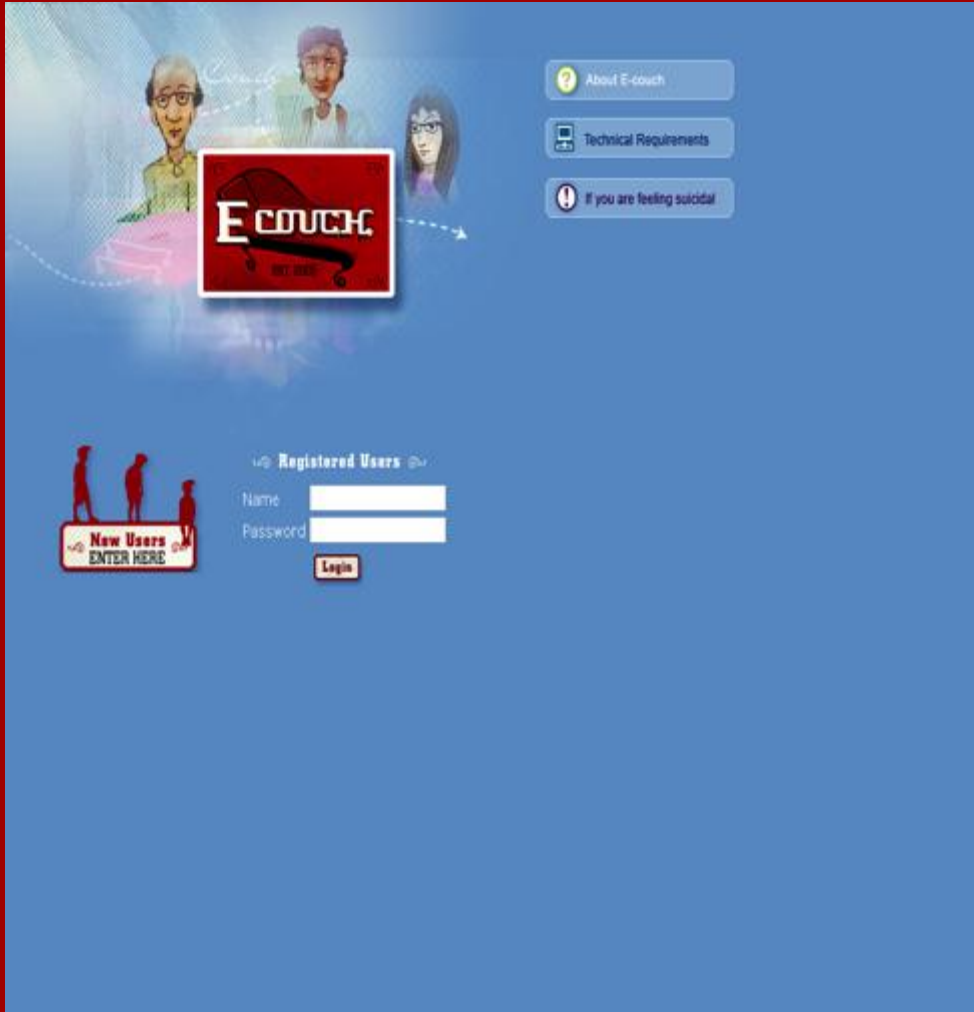 Couch
E COUCH
About E-couch
Technical Requirements
If you are feeling suicidal
Registered Users
Name
Password
New Users
ENTER HERE
Login